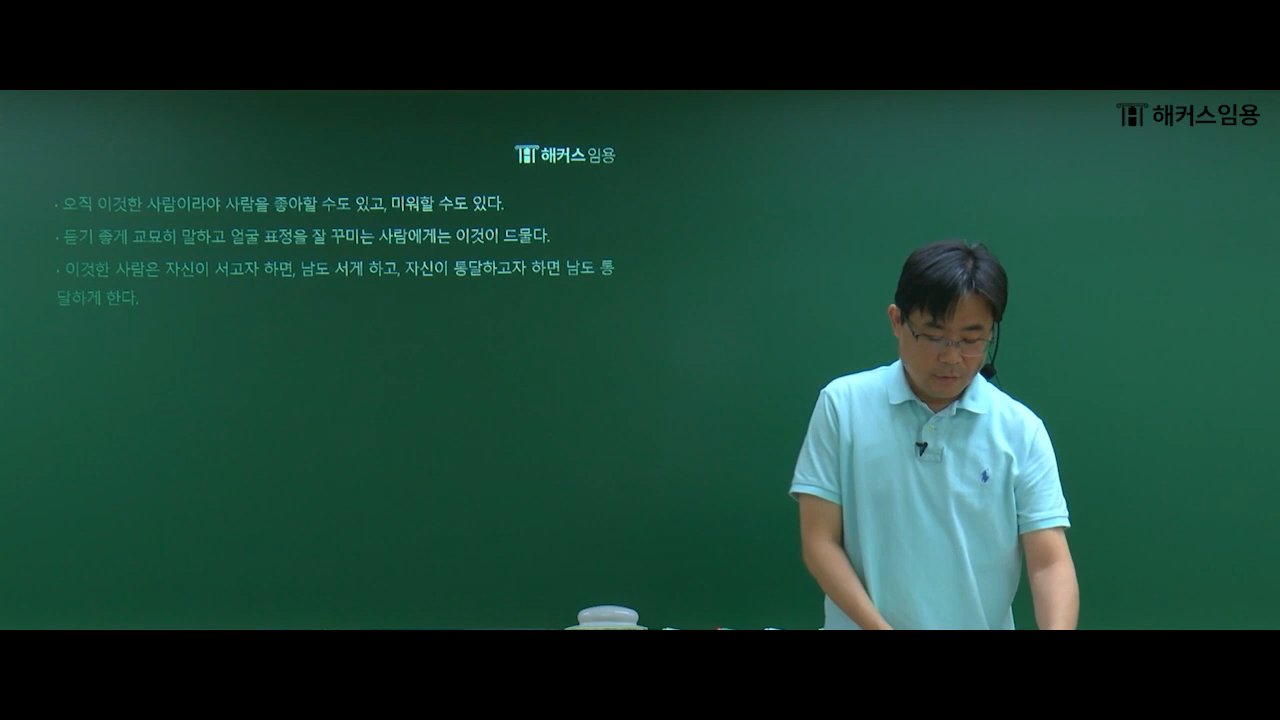 해커스임용
해커스 임용
· 오직 이것한 사람이라야 사람을 좋아할 수도 있고, 미워할 수도 있다.
· 듣기 좋게 교묘히 말하고 얼굴 표정을 잘 꾸미는 사람에게는 이것이 드물다.
· 이것한 사람은 자신이 서고자 하면, 남도 서게 하고, 자신이 통달하고자 하면 남도 통
달하게 한다.